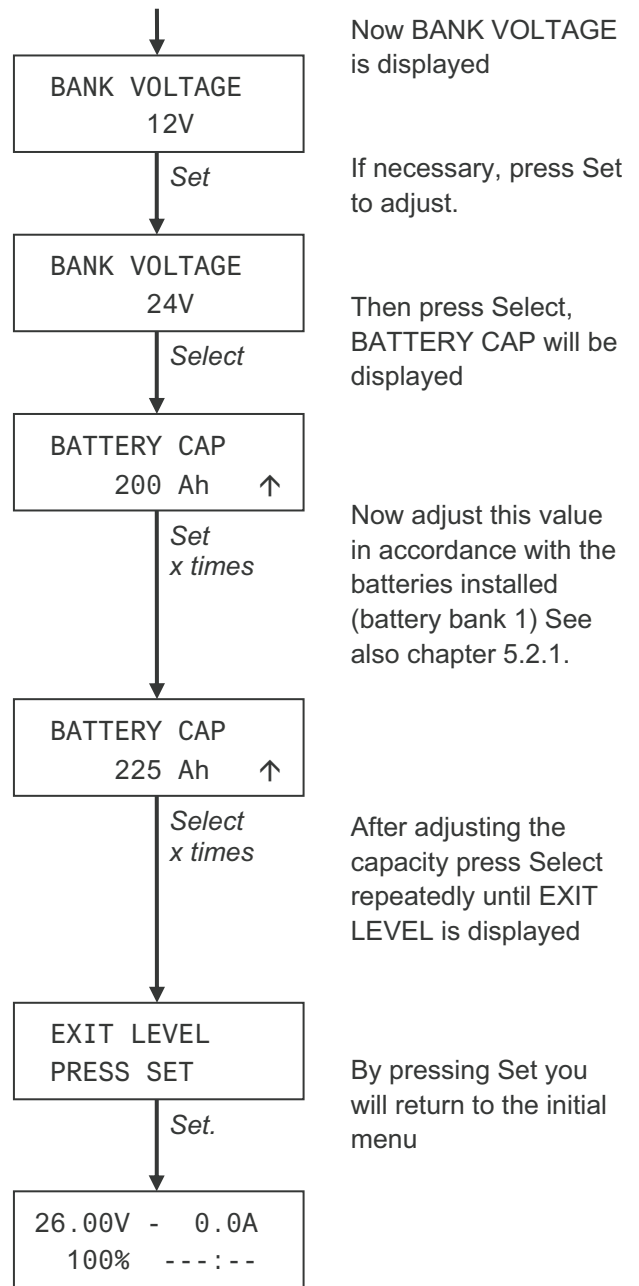 Now BANK VOLTAGE
is displayed
BANK VOLTAGE
12V
Set
If necessary, press Set
to adjust.
BANK VOLTAGE
24V
Select
Then press Select,
BATTERY CAP will be
displayed
BATTERY CAP
200 Ah ↑
Set
x times
Now adjust this value
in accordance with the
batteries installed
(battery bank 1) See
also chapter 5.2.1.
BATTERY CAP
225 Ah ↑
Select
x times
After adjusting the
capacity press Select
repeatedly until EXIT
LEVEL is displayed
EXIT LEVEL
PRESS SET
Set.
By pressing Set you
will return to the initial
menu
26.00V - 0.0A
100% ---:--